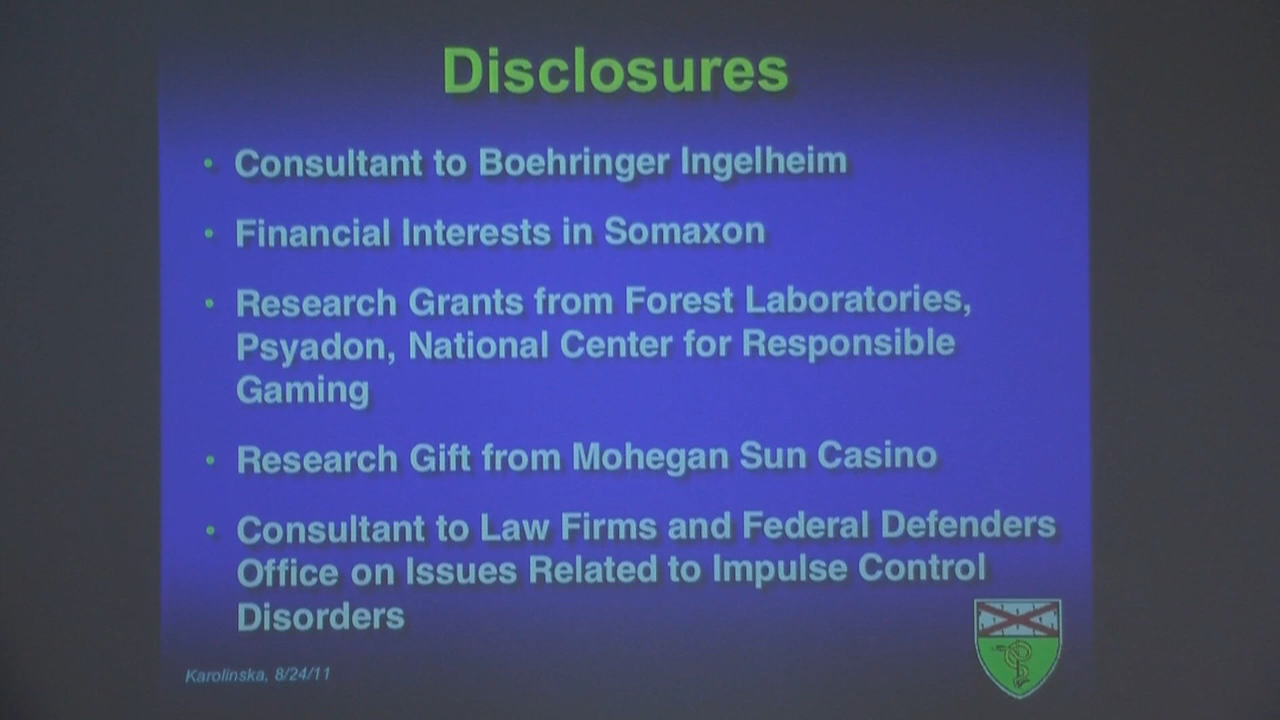 Disclosures
• Consultant to Boehringer Ingelheim
• Financial Interests in Somaxon
• Research Grants from Forest Laboratories,
Psyadon, National Center for Responsible
Gaming
• Research Gift from Mohegan Sun Casino
• Consultant to Law Firms and Federal Defenders
Office on Issues Related to Impulse Control
Disorders
Karolinska, 8/24/11